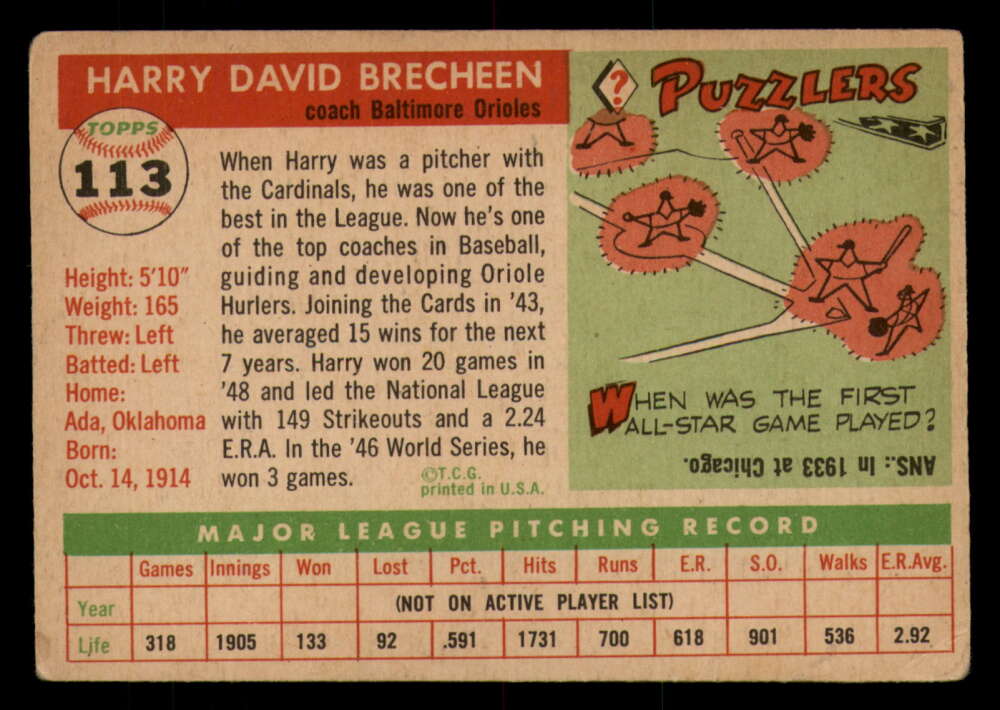 HARRY DAVID BRECHEEN
coach Baltimore Orioles
TOPPS
113
Height: 5'10"
Weight: 165
Threw: Left
Batted: Left
Home:
Ada, Oklahoma
Born:
Oct. 14, 1914
When Harry was a pitcher with
the Cardinals, he was one of the
best in the League. Now he's one
of the top coaches in Baseball,
guiding and developing Oriole
Hurlers. Joining the Cards in '43,
he averaged 15 wins for the next
7 years. Harry won 20 games in
'48 and led the National League
with 149 Strikeouts and a 2.24
E.R.A. In the '46 World Series, he
won 3 games.
©T.C.G.
printed in U.S.A.
?
PUZZLERS
WHEN WAS THE FIRST
ALL-STAR GAME PLAYED?
ANS.: In 1933 at Chicago.
MAJOR LEAGUE PITCHING RECORD
Games Innings Won Lost Pct. Hits Runs E.R. S.O. Walks E.R.Avg.
Year (NOT ON ACTIVE PLAYER LIST)
Life 318 1905 133 92 .591 1731 700 618 901 536 2.92